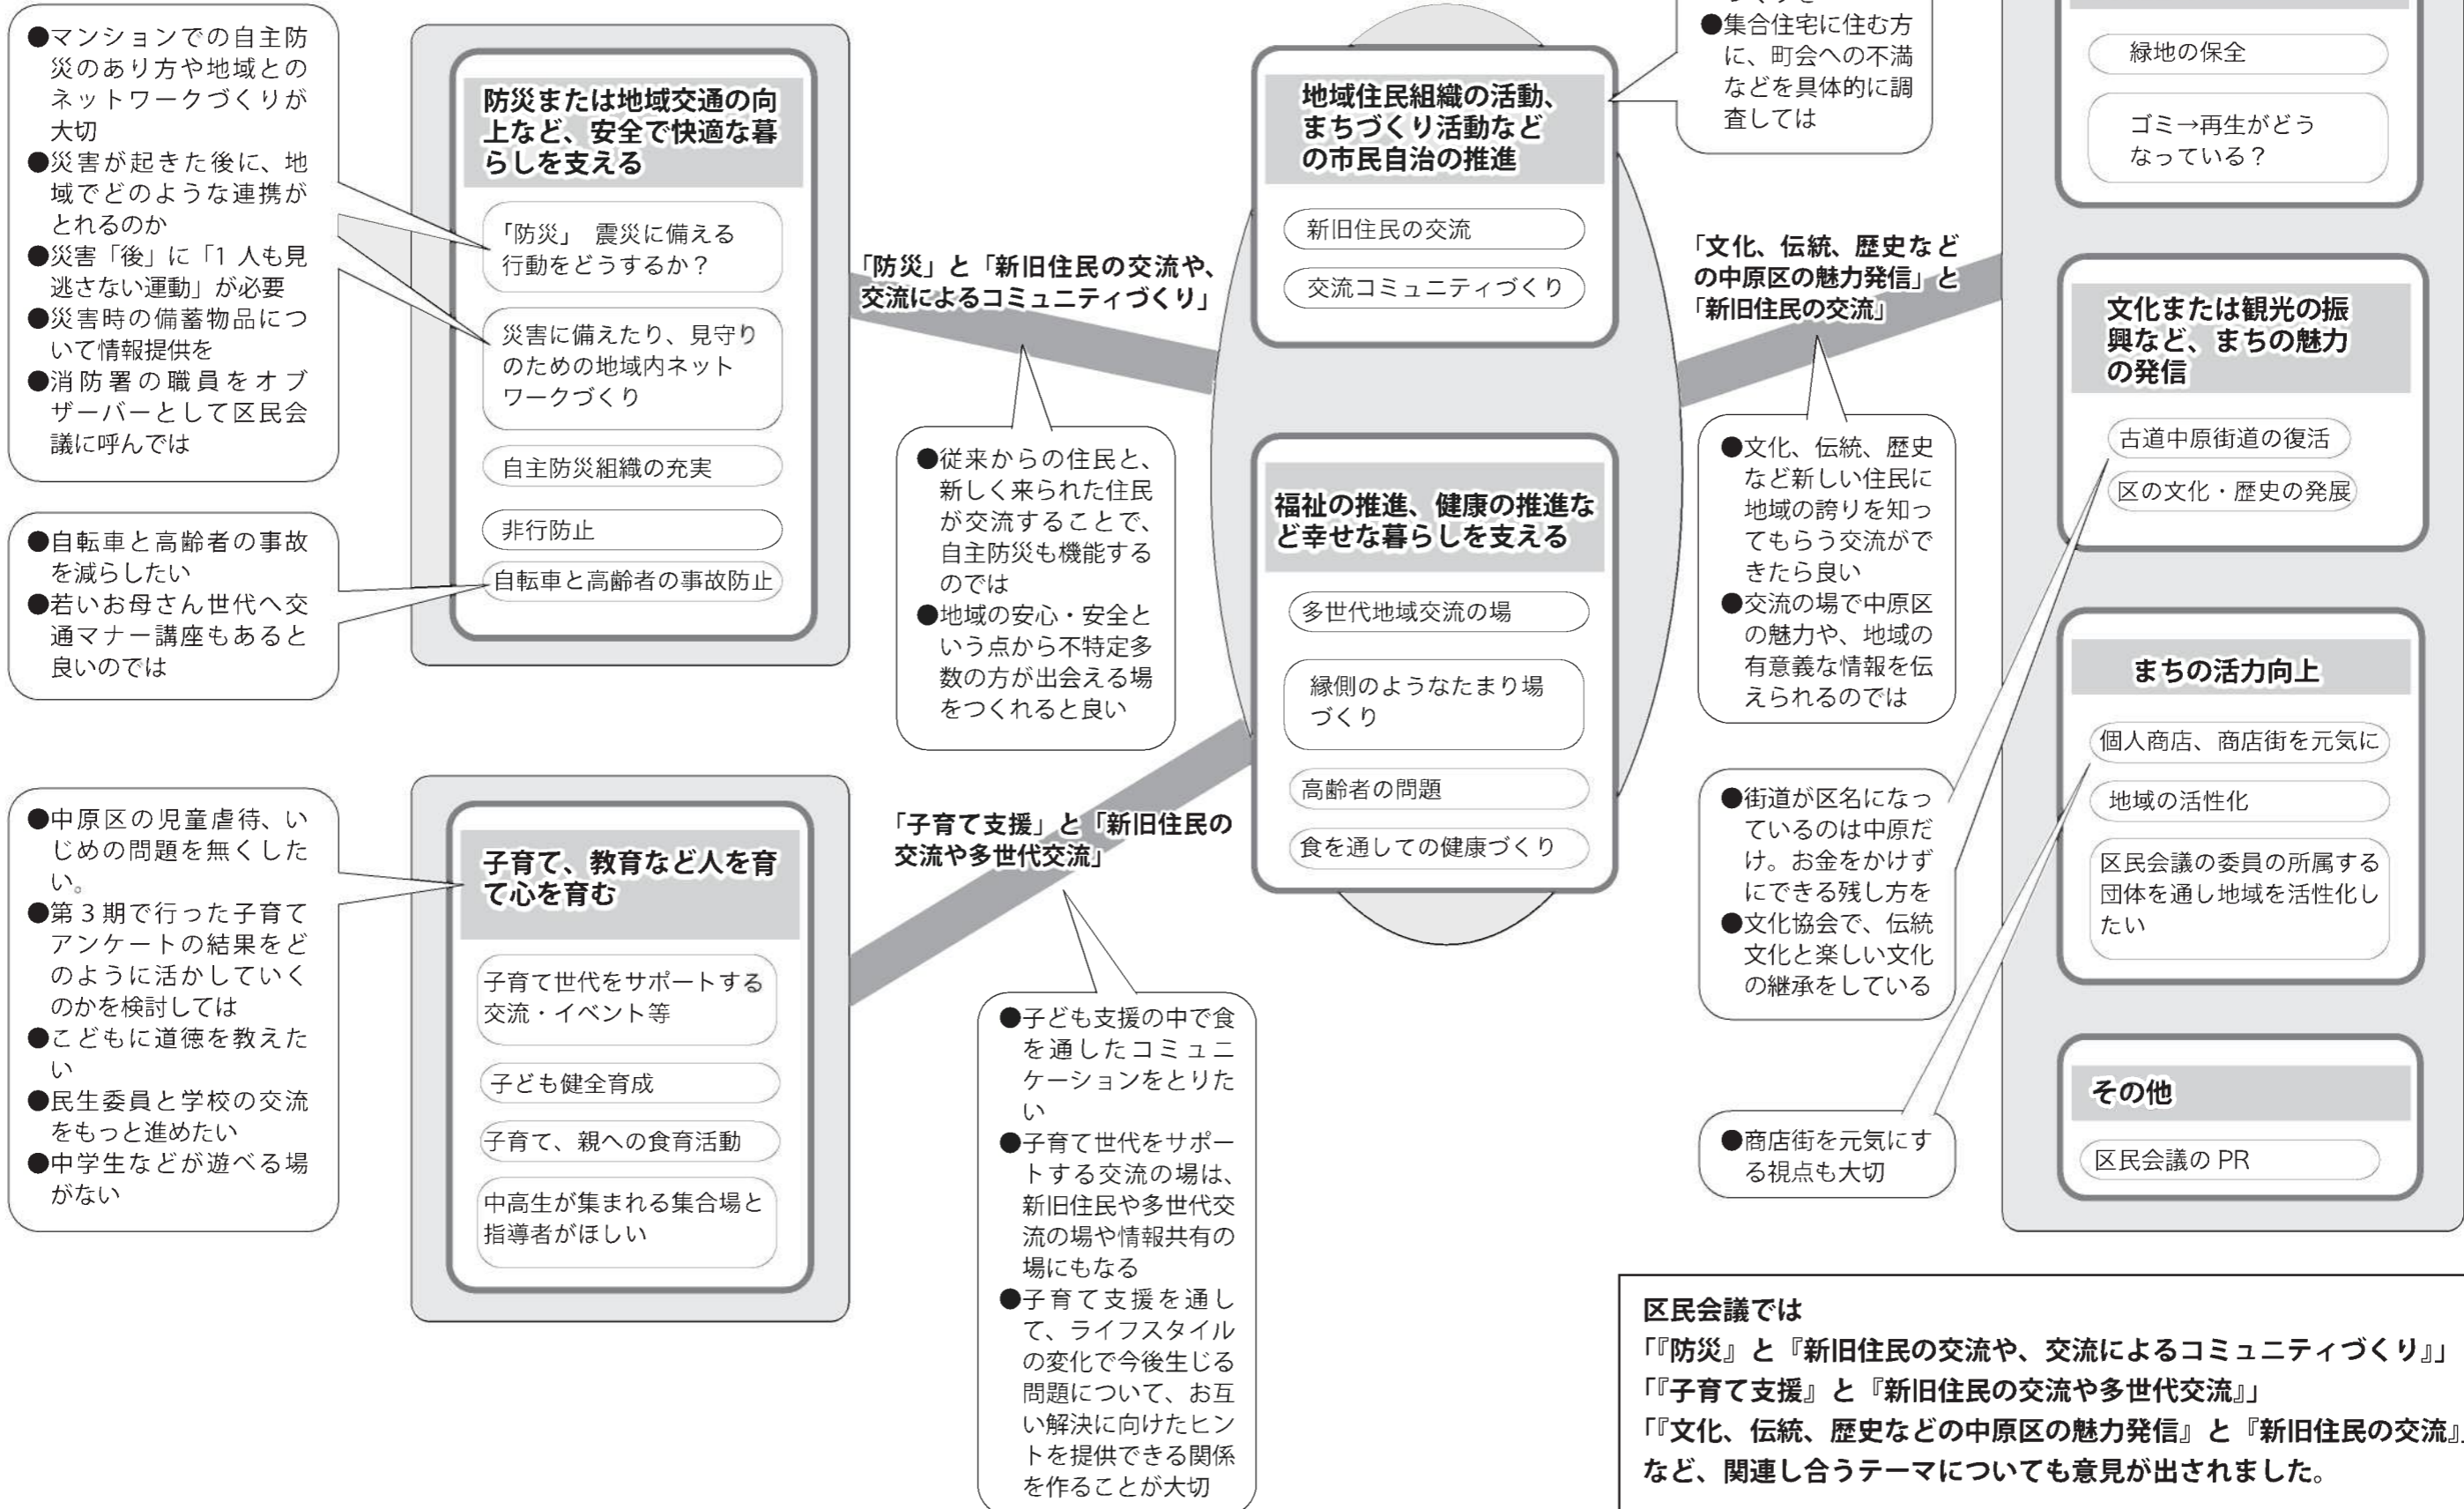 ●マンションでの自主防
災のあり方や地域との
ネットワークづくりが
大切
●災害が起きた後に、地
域でどのような連携が
とれるのか
●災害「後」に「1 人も見
逃さない運動」が必要
●災害時の備蓄物品につ
いて情報提供を
●消防署の職員をオブ
ザーバーとして区民会
議に呼んでは
●自転車と高齢者の事故
を減らしたい
●若いお母さん世代へ交
通マナー講座もあると
良いのでは
●中原区の児童虐待、い
じめの問題を無くした
い。
●第 3 期で行った子育て
アンケートの結果をど
のように活かしていく
のかを検討しては
●こどもに道徳を教えた
い
●民生委員と学校の交流
をもっと進めたい
●中学生などが遊べる場
がない
防災または地域交通の向
上など、安全で快適な暮
らしを支える
「防災」 震災に備える
行動をどうするか？
災害に備えたり、見守り
のための地域内ネット
ワークづくり
自主防災組織の充実
非行防止
自転車と高齢者の事故防止
子育て、教育など人を育
て心を育む
子育て世代をサポートする
交流・イベント等
子ども健全育成
子育て、親への食育活動
中高生が集まれる集合場と
指導者がほしい
「防災」と「新旧住民の交流や、
交流によるコミュニティづくり」
●従来からの住民と、
新しく来られた住民
が交流することで、
自主防災も機能する
のでは
●地域の安心・安全と
いう点から不特定多
数の方が出会える場
をつくれると良い
「子育て支援」と「新旧住民の
交流や多世代交流」
●子ども支援の中で食
を通したコミュニ
ケーションをとりた
い
●子育て世代をサポー
トする交流の場は、
新旧住民や多世代交
流の場や情報共有の
場にもなる
●子育て支援を通し
て、ライフスタイル
の変化で今後生じる
問題について、お互
い解決に向けたヒン
トを提供できる関係
を作ることが大切
地域住民組織の活動、
まちづくり活動など
の市民自治の推進
新旧住民の交流
交流コミュニティづくり
福祉の推進、健康の推進な
ど幸せな暮らしを支える
多世代地域交流の場
縁側のようなたまり場
づくり
高齢者の問題
食を通しての健康づくり
●集合住宅に住む方
に、町会への不満
などを具体的に調
査しては
「文化、伝統、歴史など
の中原区の魅力発信」と
「新旧住民の交流」
●文化、伝統、歴史
など新しい住民に
地域の誇りを知っ
てもらう交流がで
きたら良い
●交流の場で中原区
の魅力や、地域の
有意義な情報を伝
えられるのでは
●街道が区名になっ
ているのは中原だ
け。お金をかけず
にできる残し方を
●文化協会で、伝統
文化と楽しい文化
の継承をしている
●商店街を元気にす
る視点も大切
緑地の保全
ゴミ→再生がどう
なっている？
文化または観光の振
興など、まちの魅力
の発信
古道中原街道の復活
区の文化・歴史の発展
まちの活力向上
個人商店、商店街を元気に
地域の活性化
区民会議の委員の所属する
団体を通し地域を活性化し
たい
その他
区民会議の PR
区民会議では
「『防災』と『新旧住民の交流や、交流によるコミュニティづくり』」
「『子育て支援』と『新旧住民の交流や多世代交流』」
「『文化、伝統、歴史などの中原区の魅力発信』と『新旧住民の交流』
など、関連し合うテーマについても意見が出されました。